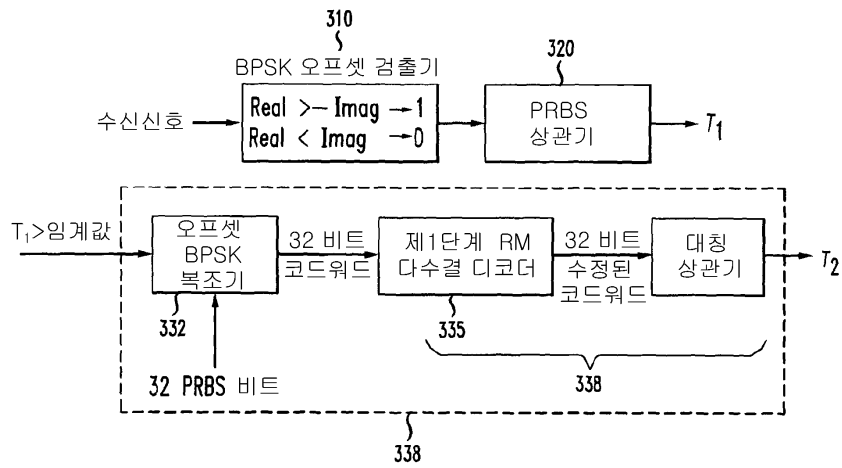 310
BPSK 오프셋 검출기
320
수신신호
Real >– Imag → 1
Real < Imag → 0
PRBS
상관기
T1
T1>임계값
오프셋
BPSK
복조기
332
32 비트
코드워드
제1단계 RM
다수결 디코더
335
32 비트
수정된
코드워드
대칭
상관기
T2
32 PRBS 비트
338
338